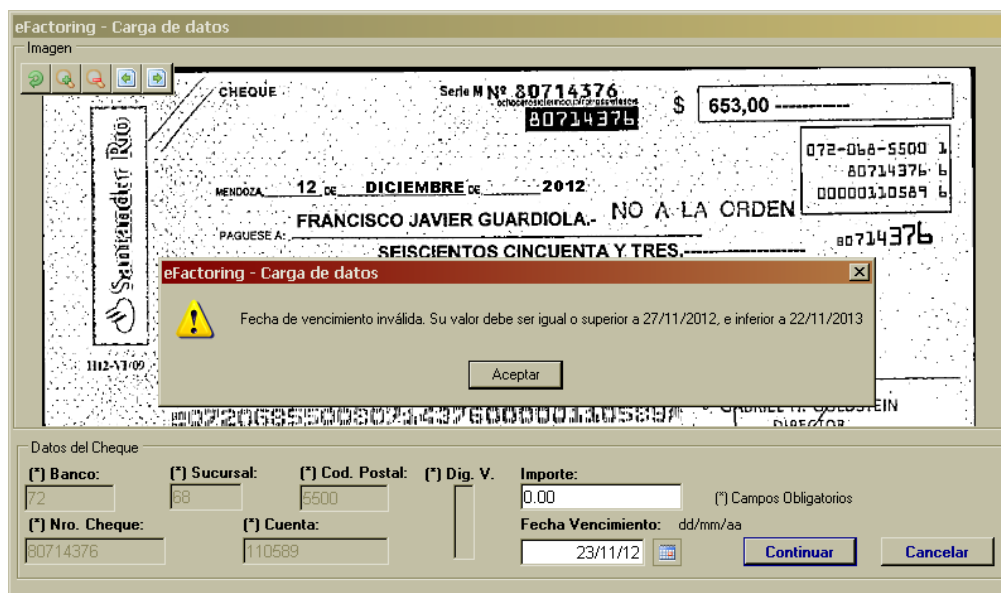 eFactoring - Carga de datos
Imagen
CHEQUE
Serie M Nº 80714376
80714376
$ 653,00 ----------
072-068-5500 1
80714376 6
00000110589 6
Santander Río
MENDOZA, 12 DE DICIEMBRE DE 2012
FRANCISCO JAVIER GUARDIOLA.- NO A LA ORDEN
PAGUESE A:
80714376
SEISCIENTOS CINCUENTA Y TRES.---------------
eFactoring - Carga de datos
Fecha de vencimiento inválida. Su valor debe ser igual o superior a 27/11/2012, e inferior a 22/11/2013
Aceptar
1112-VI/09
DIRECTOR
Datos del Cheque
(*) Banco: (*) Sucursal: (*) Cod. Postal: (*) Dig. V. Importe:
72 68 5500 0.00 (*) Campos Obligatorios
(*) Nro. Cheque: (*) Cuenta: Fecha Vencimiento: dd/mm/aa
80714376 110589 23/11/12 Continuar Cancelar